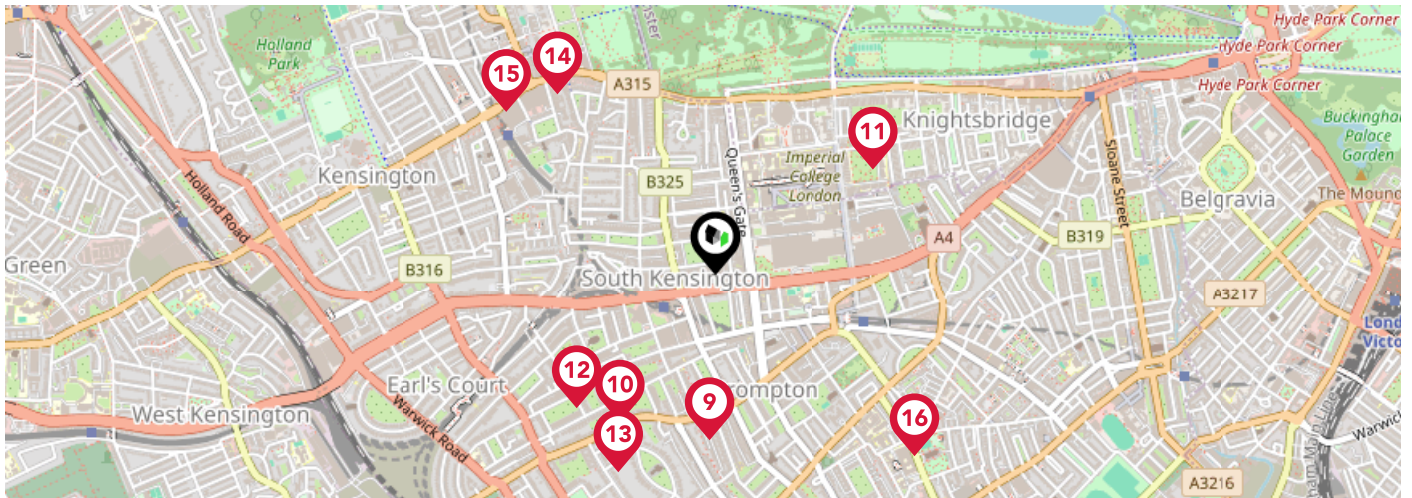 Hyde Park Corner
Hyde Park Corner
Hyde Park Corner
Holland
Park
14
15
A315
11
Knightsbridge
Buckingham
Palace
Garden
Imperial
College
London
Queen's Gate
Sloane Street
Kensington
B325
Belgravia
The Mound
Holland Road
A4
B319
Green
B316
South Kensington
A3217
12
10
Earl's Court
9
rompton
West Kensington
13
16
Warwick Road
Warwick
A3216